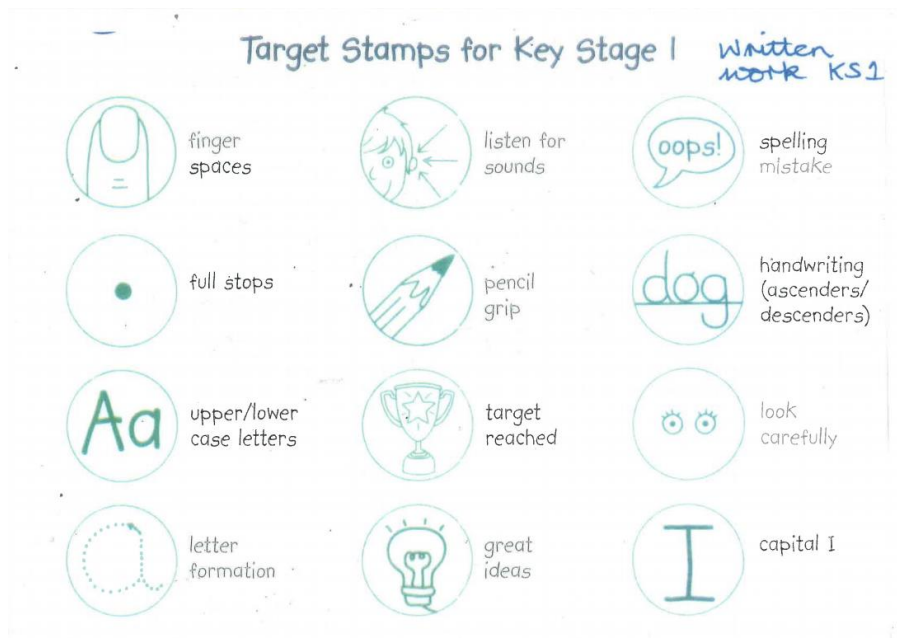 Target Stamps for Key Stage 1
Written
work KS1
finger
spaces
listen for
sounds
oops!
spelling
mistake
full stops
pencil
grip
dog
handwriting
(ascenders/
descenders)
Aa
upper/lower
case letters
target
reached
look
carefully
a
letter
formation
great
ideas
I
capital I